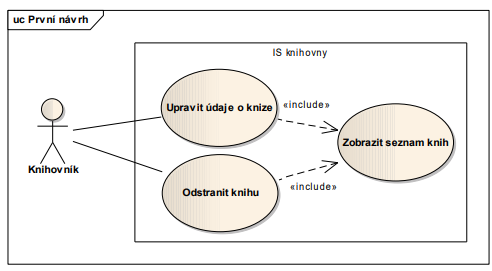 uc První návrh
IS knihovny
Upravit údaje o knize
«include»
Zobrazit seznam knih
Knihovník
Odstranit knihu
«include»